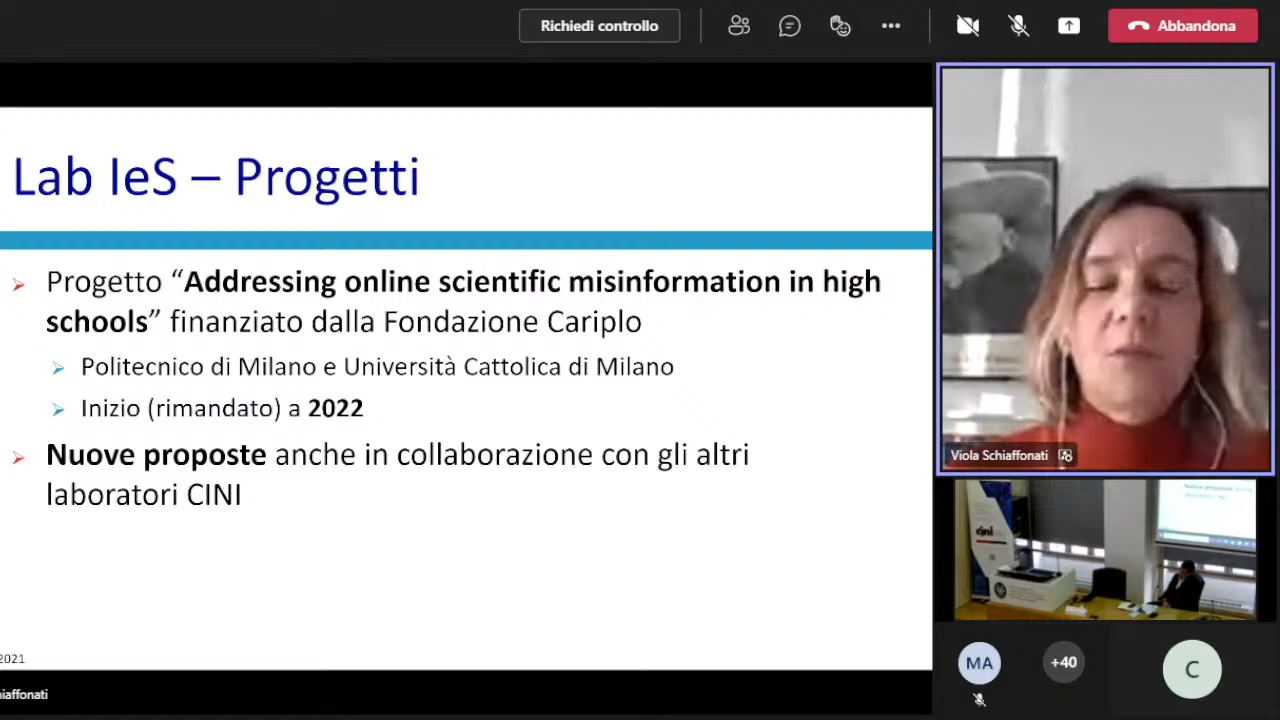 Richiedi controllo
Abbandona
Lab IeS – Progetti
Progetto “Addressing online scientific misinformation in high
schools” finanziato dalla Fondazione Cariplo
Politecnico di Milano e Università Cattolica di Milano
Inizio (rimandato) a 2022
Nuove proposte anche in collaborazione con gli altri
laboratori CINI
2021
iaffonati
Viola Schiaffonati
cini
MA
+40
C